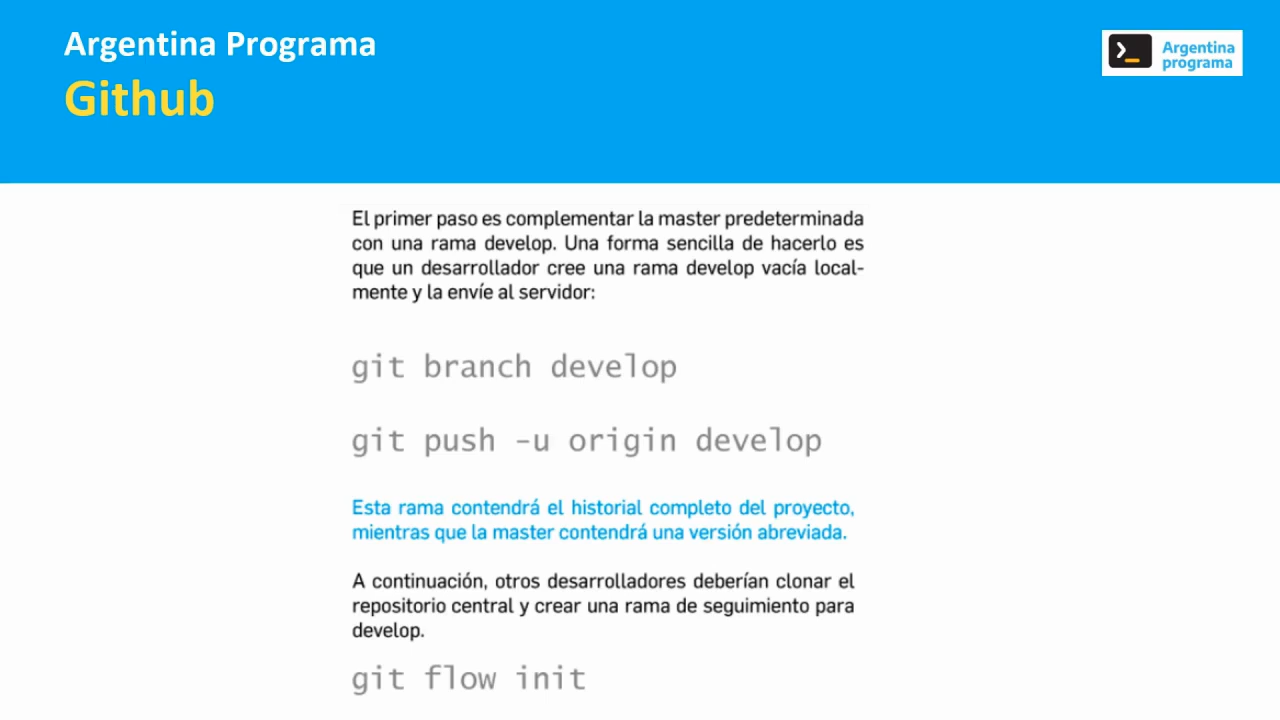 Argentina Programa
Github
Argentina
programa
El primer paso es complementar la master predeterminada
con una rama develop. Una forma sencilla de hacerlo es
que un desarrollador cree una rama develop vacía local-
mente y la envíe al servidor:
git branch develop
git push -u origin develop
Esta rama contendrá el historial completo del proyecto,
mientras que la master contendrá una versión abreviada.
A continuación, otros desarrolladores deberían clonar el
repositorio central y crear una rama de seguimiento para
develop.
git flow init